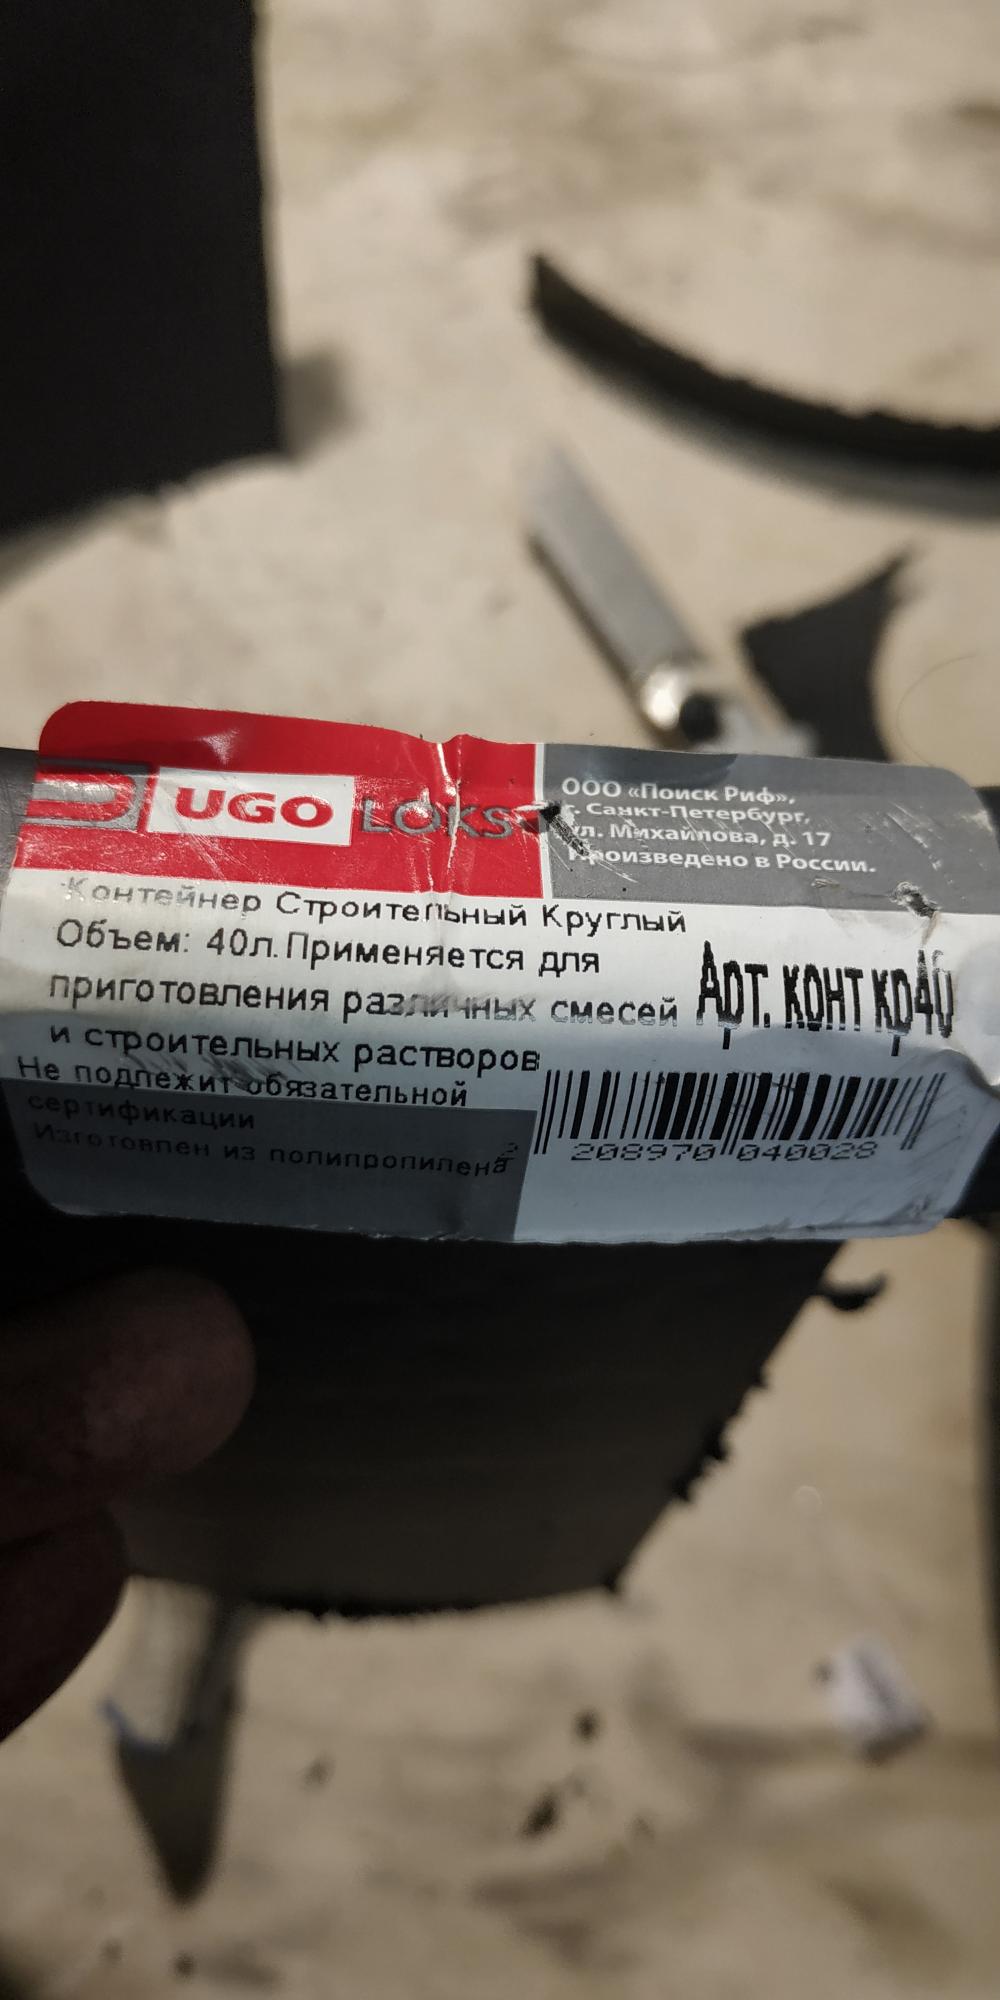 UGO LOKS
ООО «Поиск Риф»,
г. Санкт-Петербург,
ул. Михайлова, д. 17
Произведено в России.
Контейнер Строительный Круглый
Объем: 40л. Применяется для
приготовления различных смесей
и строительных растворов
Не подлежит обязательной
сертификации
Изготовлен из полипропилена
Арт. конт кр40
2 208970 040028